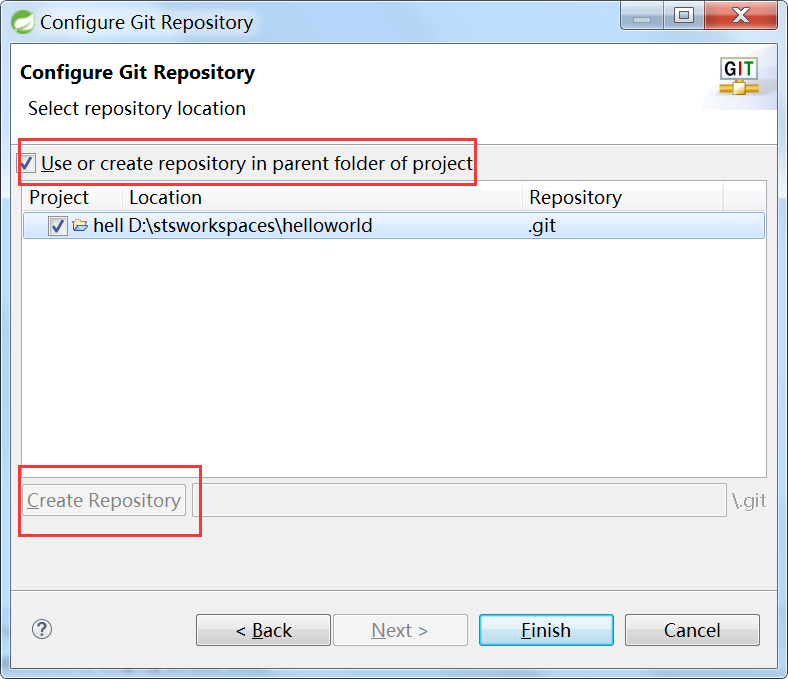 Configure Git Repository
Configure Git Repository
GIT
Select repository location
Use or create repository in parent folder of project
Project Location Repository
hell D:\stsworkspaces\helloworld .git
Create Repository \.git
? < Back Next > Finish Cancel